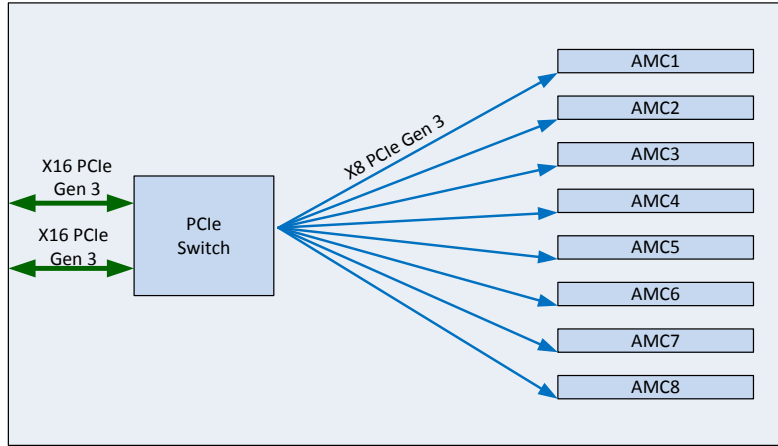 X16 PCIe
Gen 3
X16 PCIe
Gen 3
PCIe
Switch
X8 PCIe Gen 3
AMC1
AMC2
AMC3
AMC4
AMC5
AMC6
AMC7
AMC8